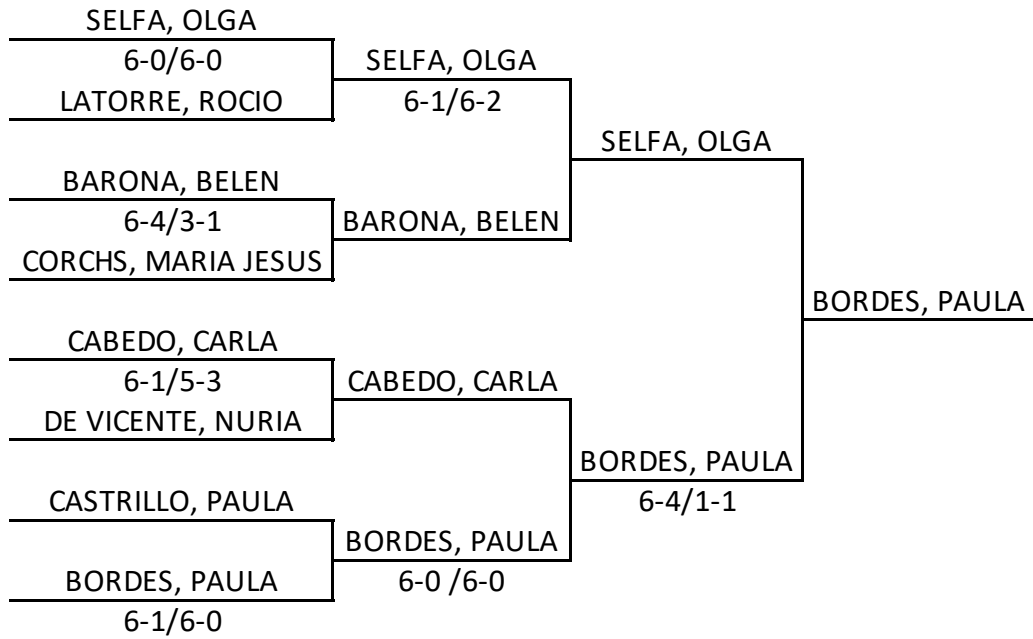 SELFA, OLGA
6-0/6-0
LATORRE, ROCIO
BARONA, BELEN
6-4/3-1
CORCHS, MARIA JESUS
CABEDO, CARLA
6-1/5-3
DE VICENTE, NURIA
CASTRILLO, PAULA
BORDES, PAULA
6-1/6-0
SELFA, OLGA
6-1/6-2
BARONA, BELEN
CABEDO, CARLA
BORDES, PAULA
6-0 /6-0
SELFA, OLGA
BORDES, PAULA
6-4/1-1
BORDES, PAULA